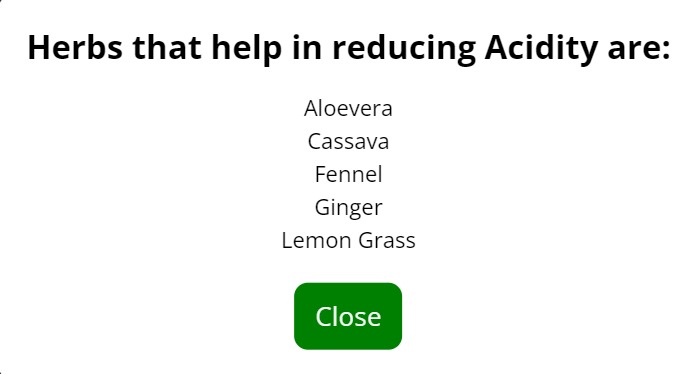 Herbs that help in reducing Acidity are:
Aloevera
Cassava
Fennel
Ginger
Lemon Grass
Close